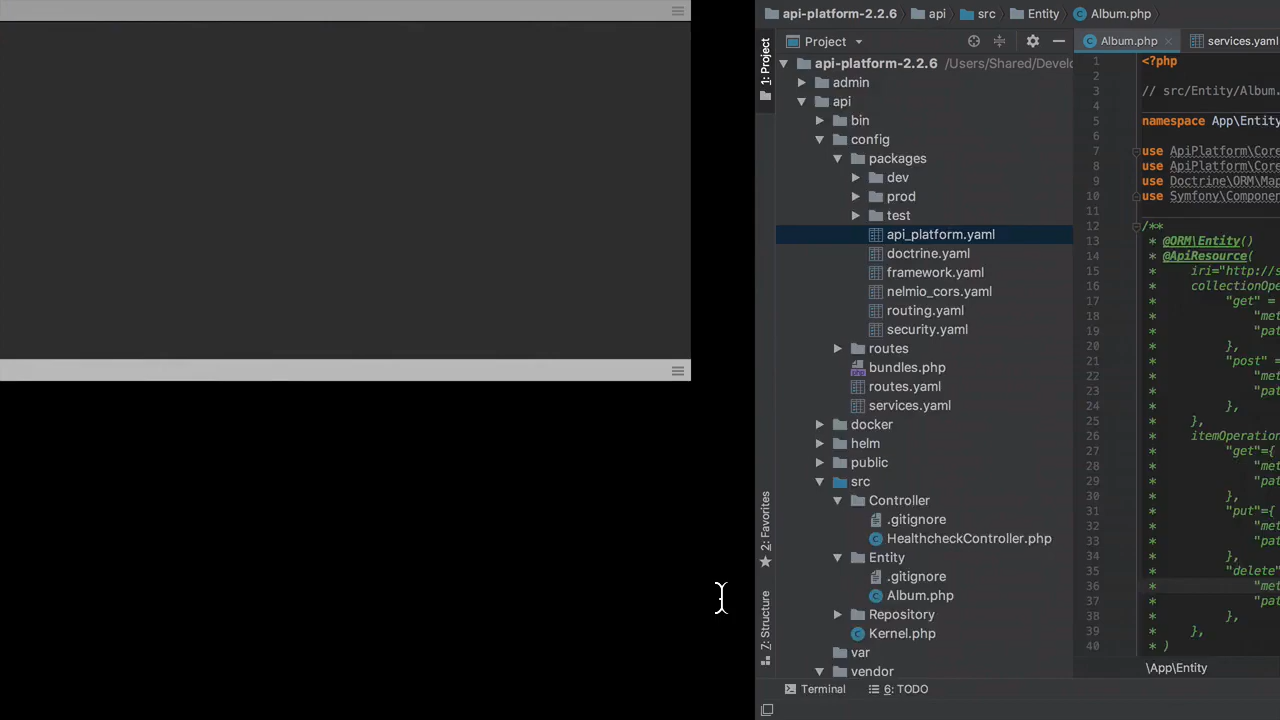 api-platform-2.2.6 api src Entity Album.php
1: Project
Project
Album.php services.yaml
api-platform-2.2.6 /Users/Shared/Develo
admin
api
bin
config
packages
dev
prod
test
api_platform.yaml
doctrine.yaml
framework.yaml
nelmio_cors.yaml
routing.yaml
security.yaml
routes
bundles.php
routes.yaml
services.yaml
docker
helm
public
src
Controller
.gitignore
HealthcheckController.php
Entity
.gitignore
Album.php
Repository
Kernel.php
var
vendor
2: Favorites
7: Structure
1 <?php
2
3 // src/Entity/Album.
4
5 namespace App\Entity
6
7 use ApiPlatform\Core
8 use ApiPlatform\Core
9 use Doctrine\ORM\Map
10 use Symfony\Compone
11
12 /**
13 * @ORM\Entity()
14 * @ApiResource(
15 * iri="http://s
16 * collectionOpe
17 * "get" =
18 * "met
19 * "pat
20 * },
21 * "post" =
22 * "met
23 * "pat
24 * },
25 * },
26 * itemOperation
27 * "get"={
28 * "met
29 * "pat
30 * },
31 * "put"={
32 * "met
33 * "pat
34 * },
35 * "delete"
36 * "met
37 * "pat
38 * },
39 * },
40 * )
\App\Entity
Terminal 6: TODO